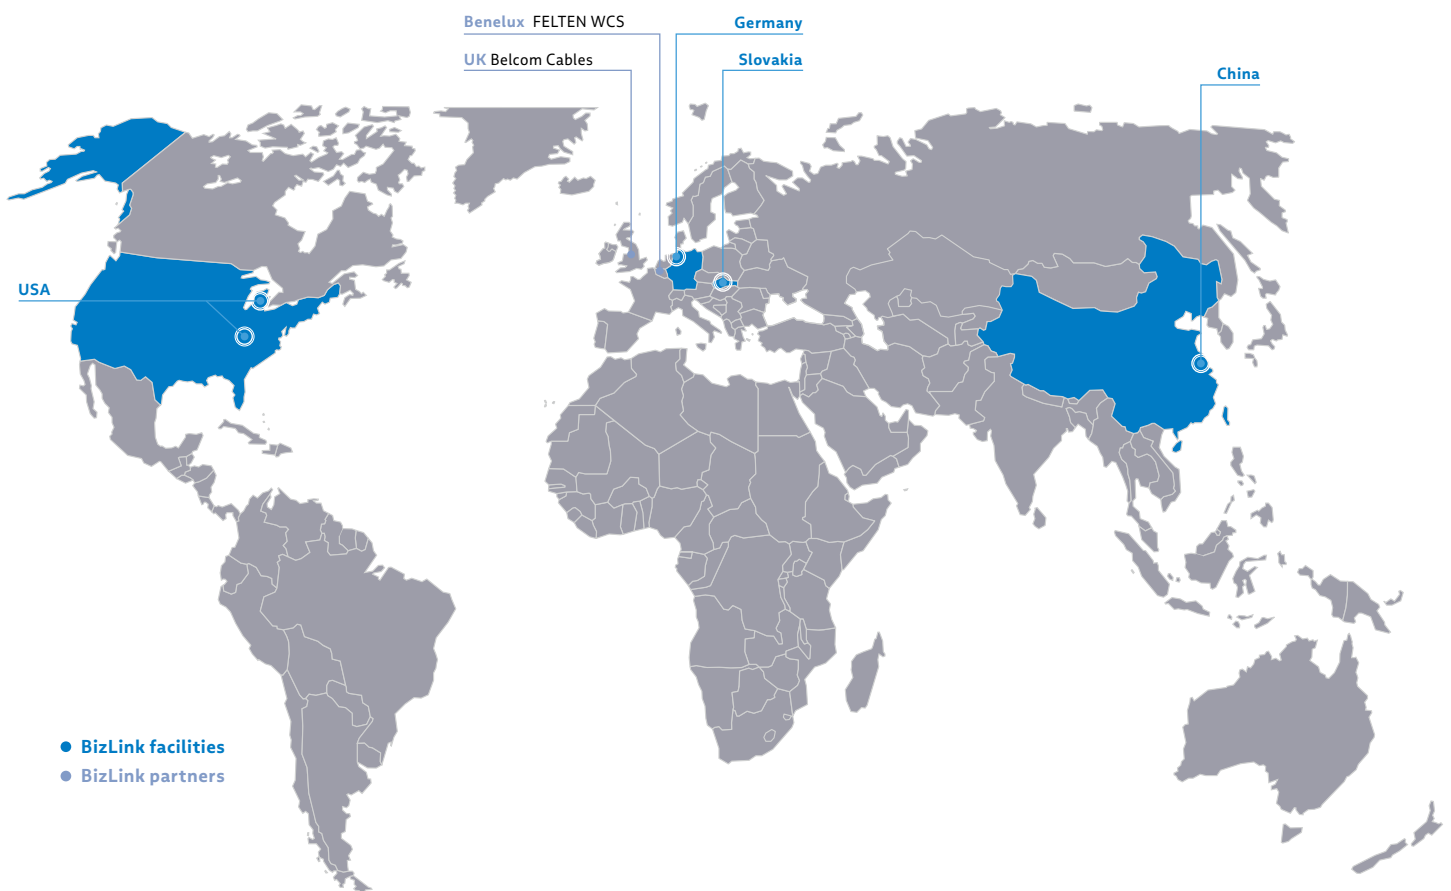 Benelux FELTEN WCS
Germany
UK Belcom Cables
Slovakia
China
USA
BizLink facilities
BizLink partners